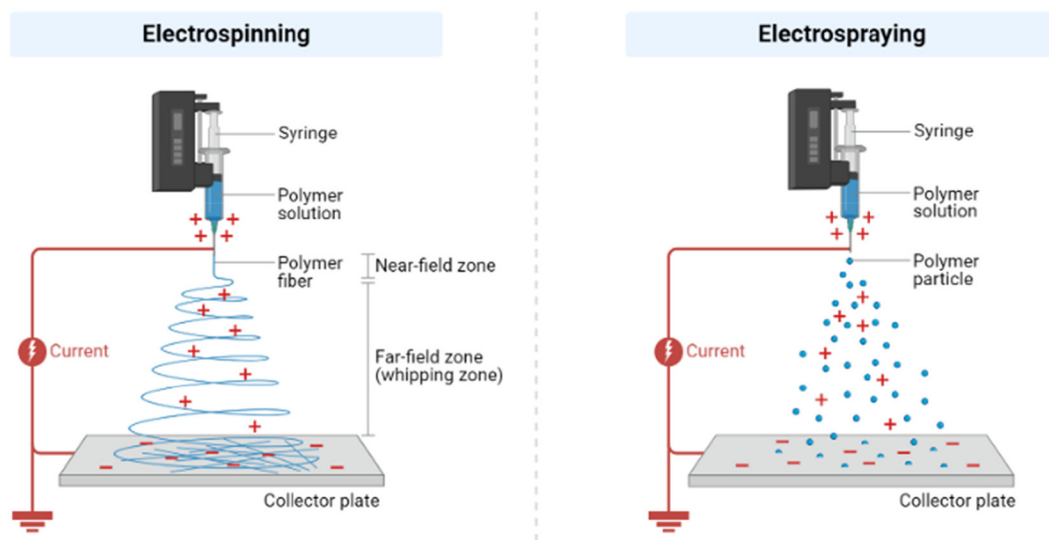 Electrospinning
Syringe
Polymer
solution
Polymer
fiber
Near-field zone
Current
Far-field zone
(whipping zone)
Collector plate
Electrospraying
Syringe
Polymer
solution
Polymer
particle
Current
Collector plate